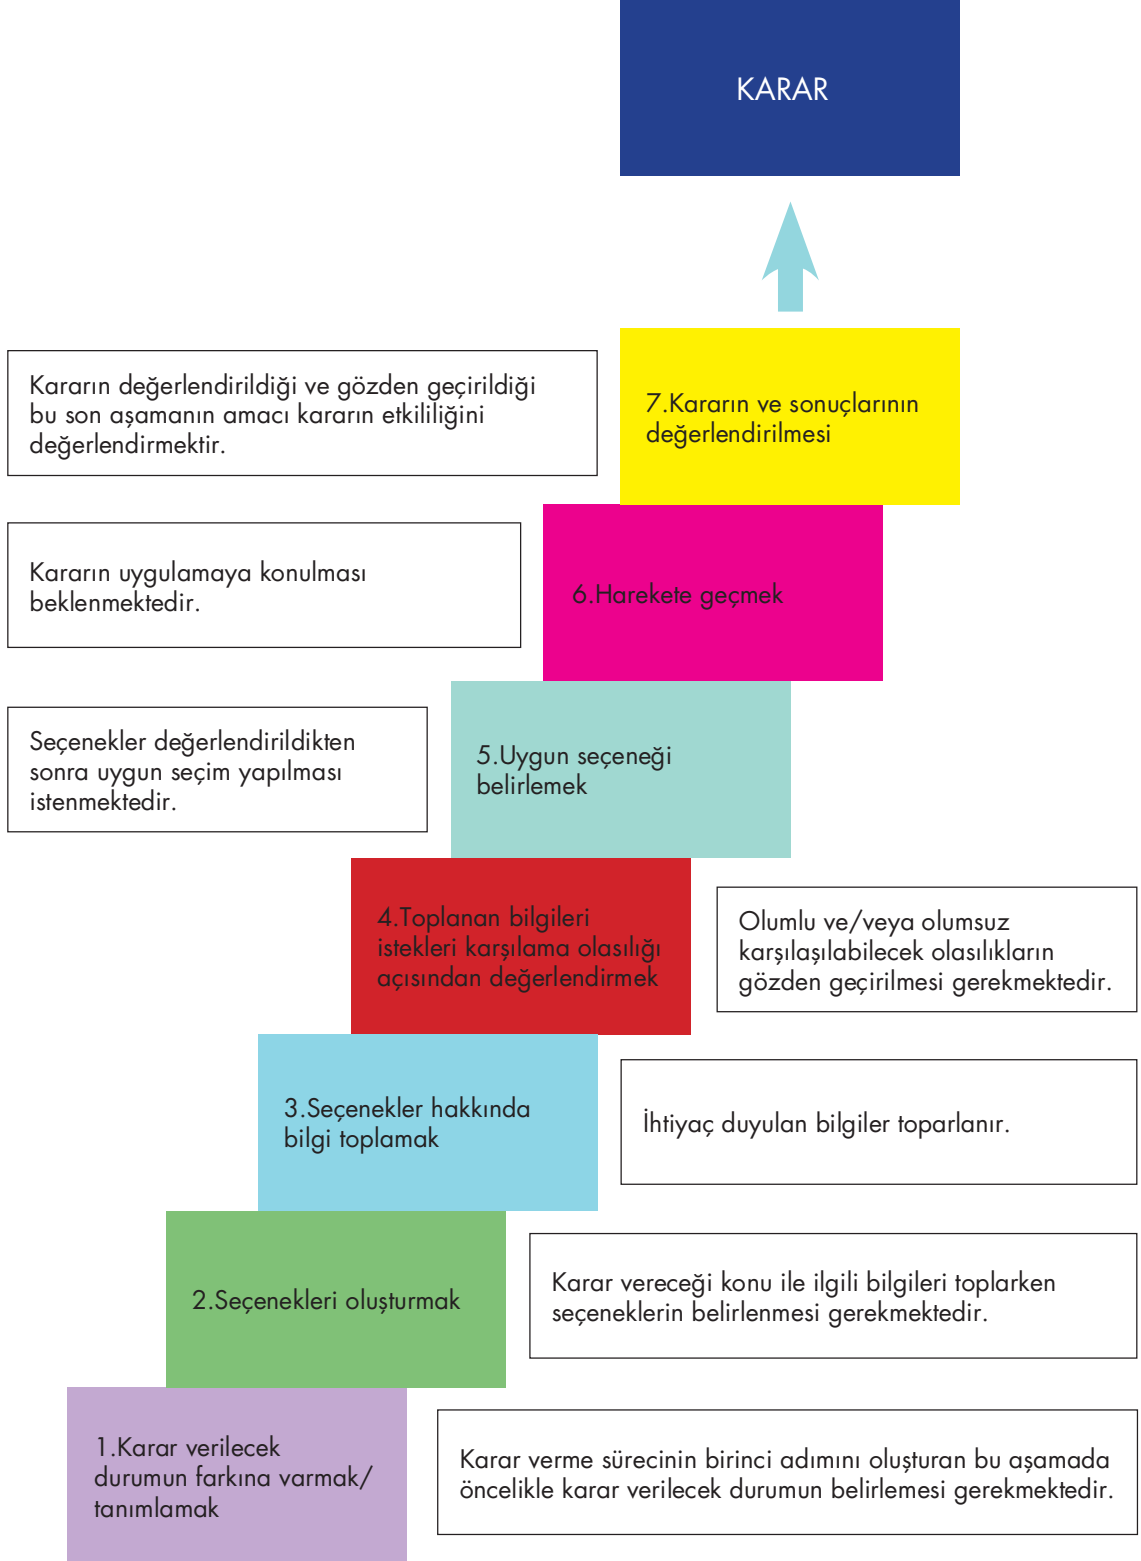 KARAR
Kararın değerlendirildiği ve gözden geçirildiği
bu son aşamanın amacı kararın etkililiğini
değerlendirmektir.
7.Kararın ve sonuçlarının
değerlendirilmesi
Kararın uygulamaya konulması
beklenmektedir.
6.Harekete geçmek
Seçenekler değerlendirildikten
sonra uygun seçim yapılması
istenmektedir.
5.Uygun seçeneği
belirlemek
4.Toplanan bilgileri
istekleri karşılama olasılığı
açısından değerlendirmek
Olumlu ve/veya olumsuz
karşılaşılabilecek olasılıkların
gözden geçirilmesi gerekmektedir.
3.Seçenekler hakkında
bilgi toplamak
İhtiyaç duyulan bilgiler toparlanır.
2.Seçenekleri oluşturmak
Karar vereceği konu ile ilgili bilgileri toplarken
seçeneklerin belirlenmesi gerekmektedir.
1.Karar verilecek
durumun farkına varmak/
tanımlamak
Karar verme sürecinin birinci adımını oluşturan bu aşamada
öncelikle karar verilecek durumun belirlemesi gerekmektedir.